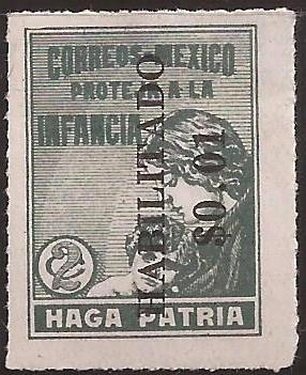 CORREOS MEXICO
PROTEJA A LA
INFANCIA
HABILITADO
$0.01
2
HAGA PATRIA